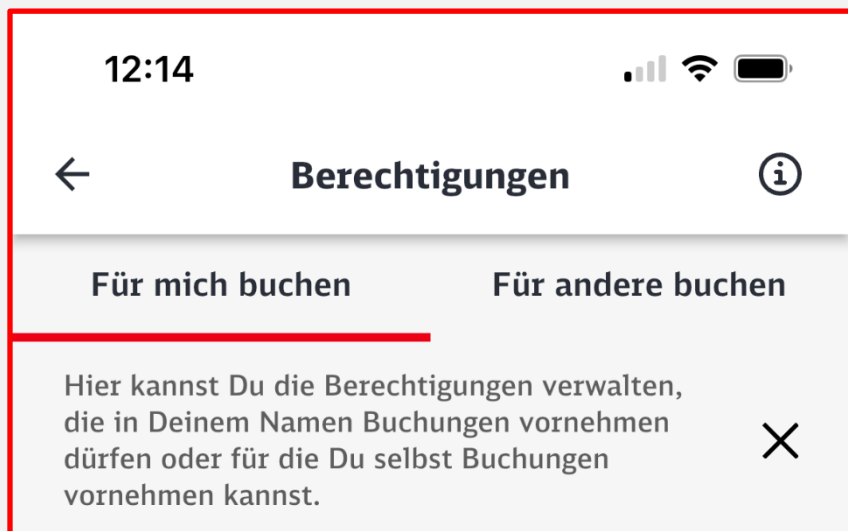 12:14
Berechtigungen
Für mich buchen
Für andere buchen
Hier kannst Du die Berechtigungen verwalten,
die in Deinem Namen Buchungen vornehmen
dürfen oder für die Du selbst Buchungen
vornehmen kannst.